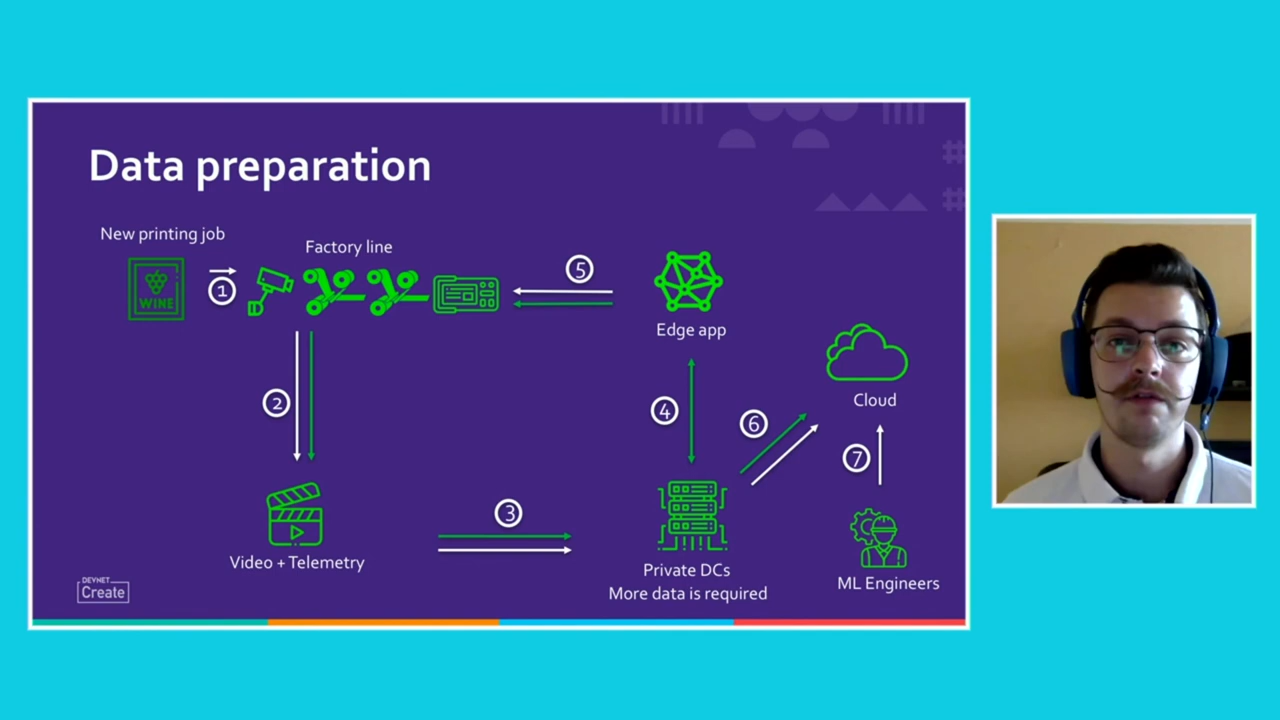 Data preparation
New printing job
Factory line
WINE
1
5
Edge app
Cloud
2
4
6
7
3
Video + Telemetry
Private DCs
More data is required
ML Engineers
DEVNET
Create